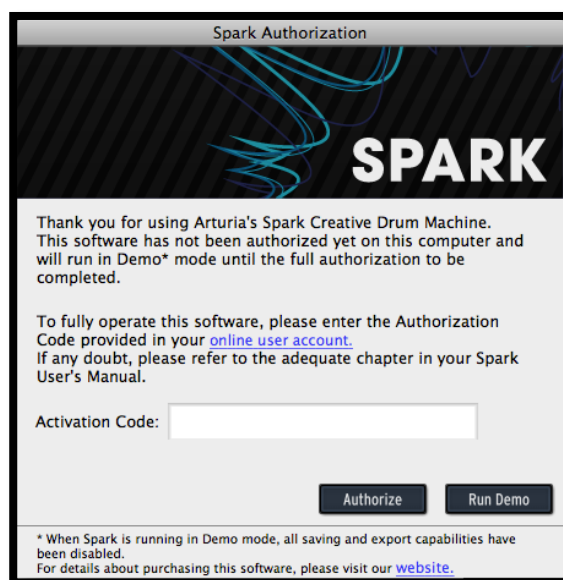 Spark Authorization
SPARK
Thank you for using Arturia's Spark Creative Drum Machine.
This software has not been authorized yet on this computer and
will run in Demo* mode until the full authorization to be
completed.
To fully operate this software, please enter the Authorization
Code provided in your online user account.
If any doubt, please refer to the adequate chapter in your Spark
User's Manual.
Activation Code:
Authorize Run Demo
* When Spark is running in Demo mode, all saving and export capabilities have
been disabled.
For details about purchasing this software, please visit our website.